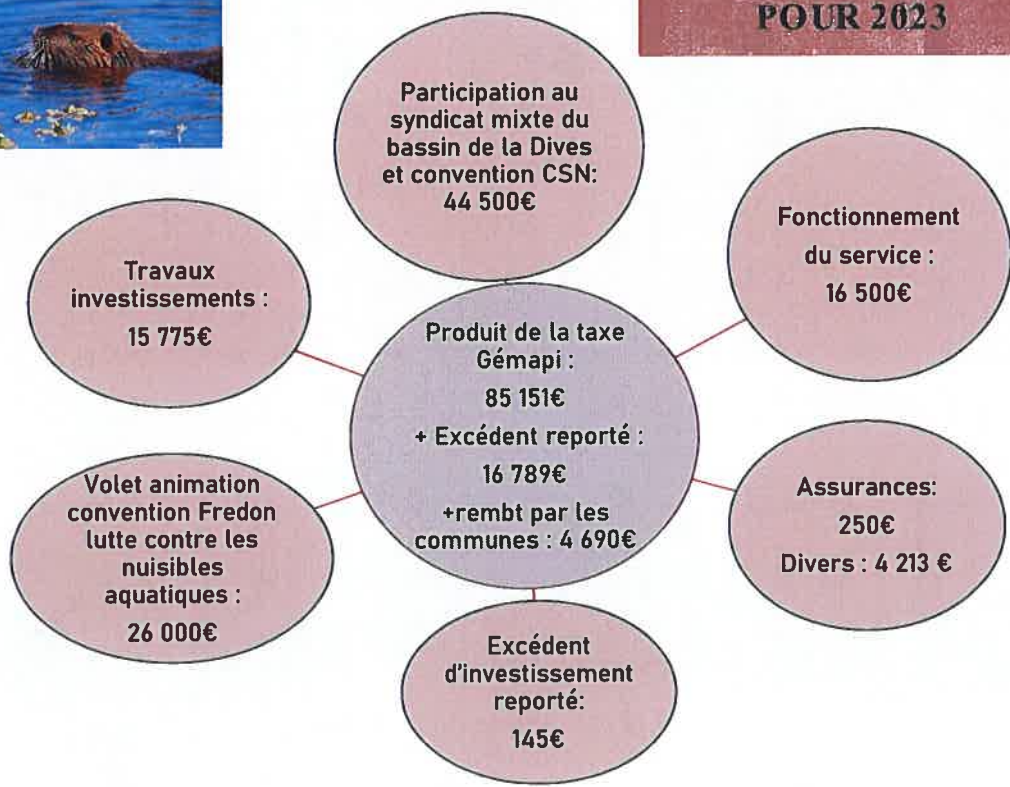 POUR 2023
Participation au
syndicat mixte du
bassin de la Dives
et convention CSN:
44 500€
Fonctionnement
du service :
16 500€
Travaux
investissements :
15 775€
Produit de la taxe
Gémapi :
85 151€
+ Excédent reporté :
16 789€
+rembt par les
communes : 4 690€
Volet animation
convention Fredon
lutte contre les
nuisibles
aquatiques :
26 000€
Assurances:
250€
Divers : 4 213 €
Excédent
d'investissement
reporté:
145€